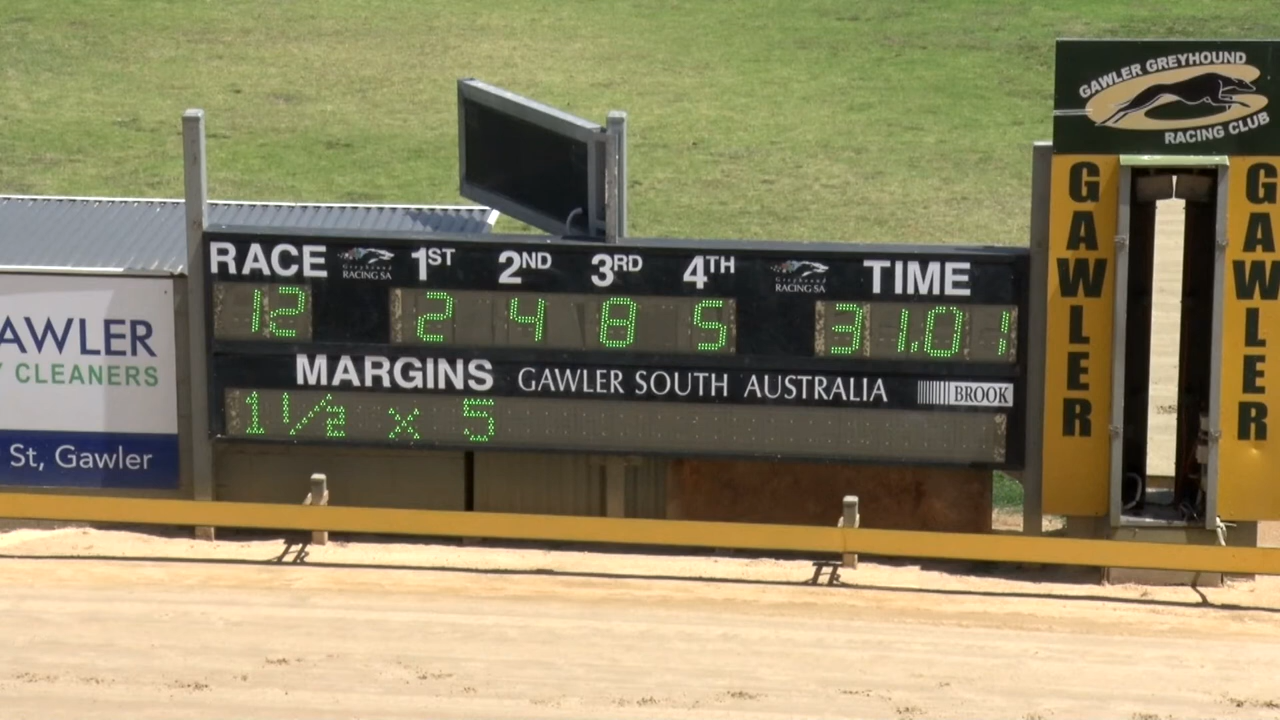 GAWLER GREYHOUND
RACING CLUB
GAWLER
GAWLER
RACE 1ST 2ND 3RD 4TH TIME
Greyhound
RACING SA
Greyhound
RACING SA
12 2 4 8 5 31.01
MARGINS GAWLER SOUTH AUSTRALIA BROOK
1 1/2 x 5
AWLER
CLEANERS
St, Gawler